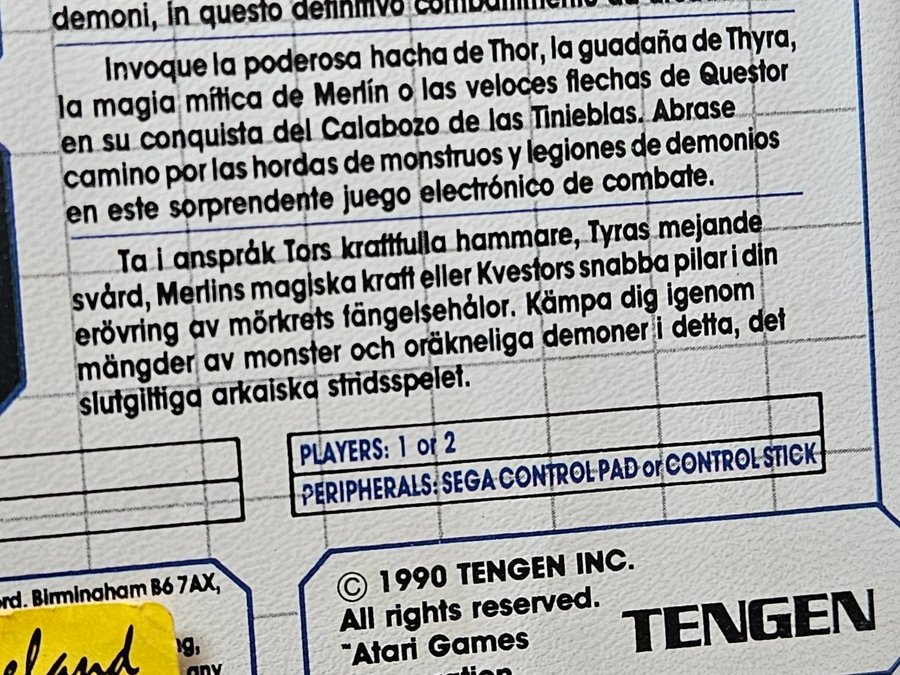 demoni, in questo definitivo combattimento
Invoque la poderosa hacha de Thor, la guadaña de Thyra,
la magia mítica de Merlín o las veloces flechas de Questor
en su conquista del Calabozo de las Tinieblas. Abrase
camino por las hordas de monstruos y legiones de demonios
en este sorprendente juego electrónico de combate.
Ta i anspråk Tors kraftfulla hammare, Tyras mejande
svärd, Merlins magiska kraft eller Kvestors snabba pilar i din
erövring av mörkrets fängelsehålor. Kämpa dig igenom
mängder av monster och oräkneliga demoner i detta, det
slutgiltiga arkaiska stridsspelet.
PLAYERS: 1 or 2
PERIPHERALS: SEGA CONTROL PAD or CONTROL STICK
Birmingham B6 7AX,
any
© 1990 TENGEN INC.
All rights reserved.
™Atari Games
TENGEN